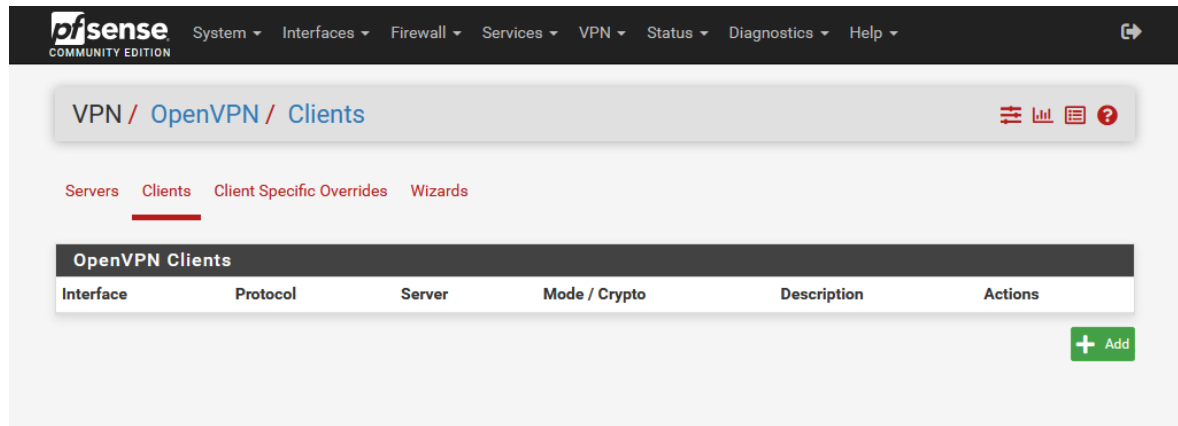 pfsense System Interfaces Firewall Services VPN Status Diagnostics Help
COMMUNITY EDITION
VPN / OpenVPN / Clients
Servers Clients Client Specific Overrides Wizards
OpenVPN Clients
Interface Protocol Server Mode / Crypto Description Actions
Add